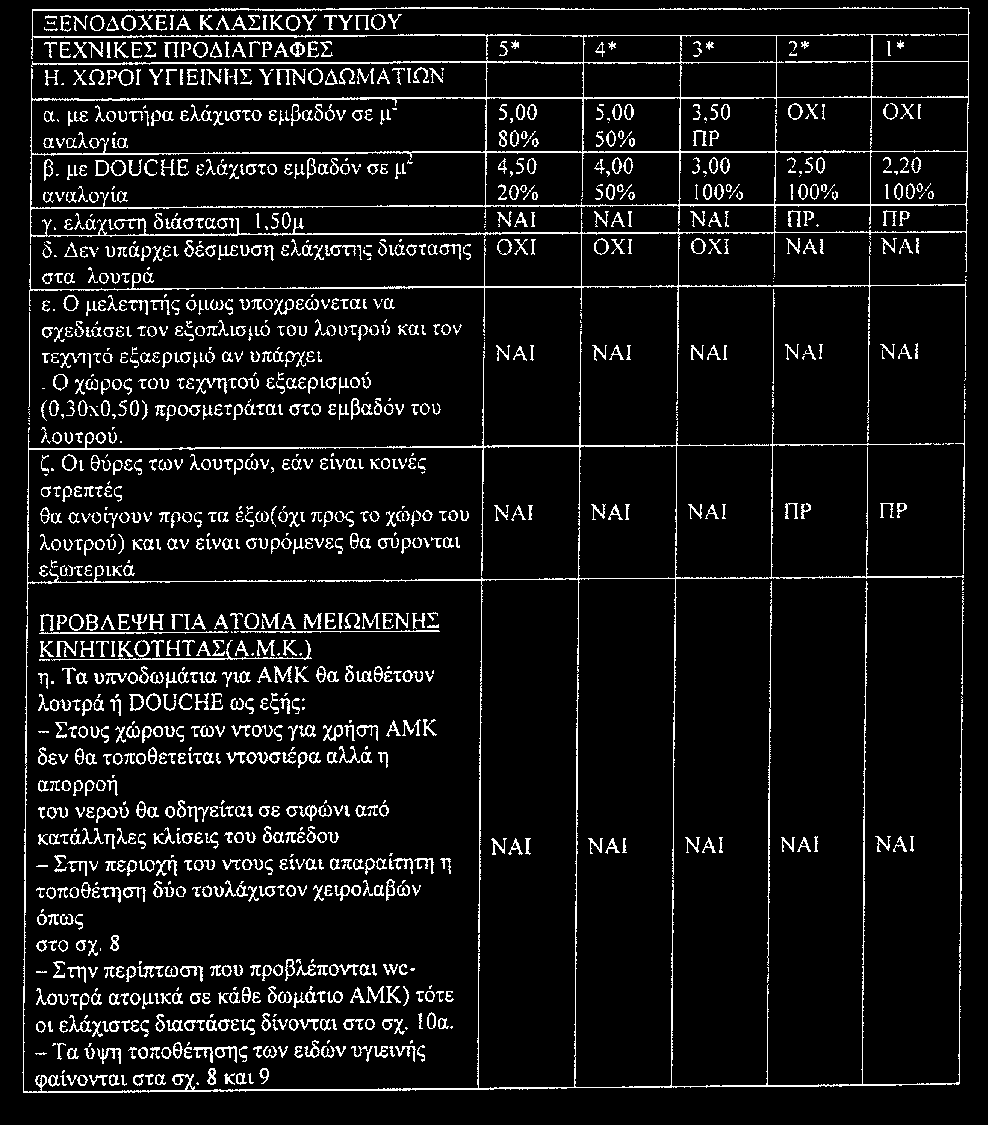 ΞΕΝΟΔΟΧΕΙΑ ΚΛΑΣΙΚΟΥ ΤΥΠΟΥ
ΤΕΧΝΙΚΕΣ ΠΡΟΔΙΑΓΡΑΦΕΣ 5* 4* 3* 2* 1*
Η. ΧΩΡΟΙ ΥΓΙΕΙΝΗΣ ΥΠΝΟΔΩΜΑΤΙΩΝ
α. με λουτήρα ελάχιστο εμβαδόν σε μ² 5,00 5,00 3,50 ΟΧΙ ΟΧΙ
αναλογία 80% 50% ΠΡ
β. με DOUCHE ελάχιστο εμβαδόν σε μ² 4,50 4,00 3,00 2,50 2,20
αναλογία 20% 50% 100% 100% 100%
γ. ελάχιστη διάσταση 1,50μ ΝΑΙ ΝΑΙ ΝΑΙ ΠΡ. ΠΡ
δ. Δεν υπάρχει δέσμευση ελάχιστης διάστασης ΟΧΙ ΟΧΙ ΟΧΙ ΝΑΙ ΝΑΙ
στα λουτρά
ε. Ο μελετητής όμως υποχρεώνεται να
σχεδιάσει τον εξοπλισμό του λουτρού και τον
τεχνητό εξαερισμό αν υπάρχει ΝΑΙ ΝΑΙ ΝΑΙ ΝΑΙ ΝΑΙ
. Ο χώρος του τεχνητού εξαερισμού
(0,30x0,50) προσμετράται στο εμβαδόν του
λουτρού.
ζ. Οι θύρες των λουτρών, εάν είναι κοινές
στρεπτές
θα ανοίγουν προς τα έξω(όχι προς το χώρο του ΝΑΙ ΝΑΙ ΝΑΙ ΠΡ ΠΡ
λουτρού) και αν είναι συρόμενες θα σύρονται
εξωτερικά
ΠΡΟΒΛΕΨΗ ΓΙΑ ΑΤΟΜΑ ΜΕΙΩΜΕΝΗΣ
ΚΙΝΗΤΙΚΟΤΗΤΑΣ(Α.Μ.Κ.)
η. Τα υπνοδωμάτια για ΑΜΚ θα διαθέτουν
λουτρά ή DOUCHE ως εξής:
– Στους χώρους των ντους για χρήση ΑΜΚ
δεν θα τοποθετείται ντουσιέρα αλλά η
απορροή
του νερού θα οδηγείται σε σιφώνι από
κατάλληλες κλίσεις του δαπέδου ΝΑΙ ΝΑΙ ΝΑΙ ΝΑΙ ΝΑΙ
– Στην περιοχή του ντους είναι απαραίτητη η
τοποθέτηση δύο τουλάχιστον χειρολαβών
όπως
στο σχ. 8
– Στην περίπτωση που προβλέπονται wc-
λουτρά ατομικά σε κάθε δωμάτιο ΑΜΚ) τότε
οι ελάχιστες διαστάσεις δίνονται στο σχ. 10α.
– Τα ύψη τοποθέτησης των ειδών υγιεινής
φαίνονται στα σχ. 8 και 9